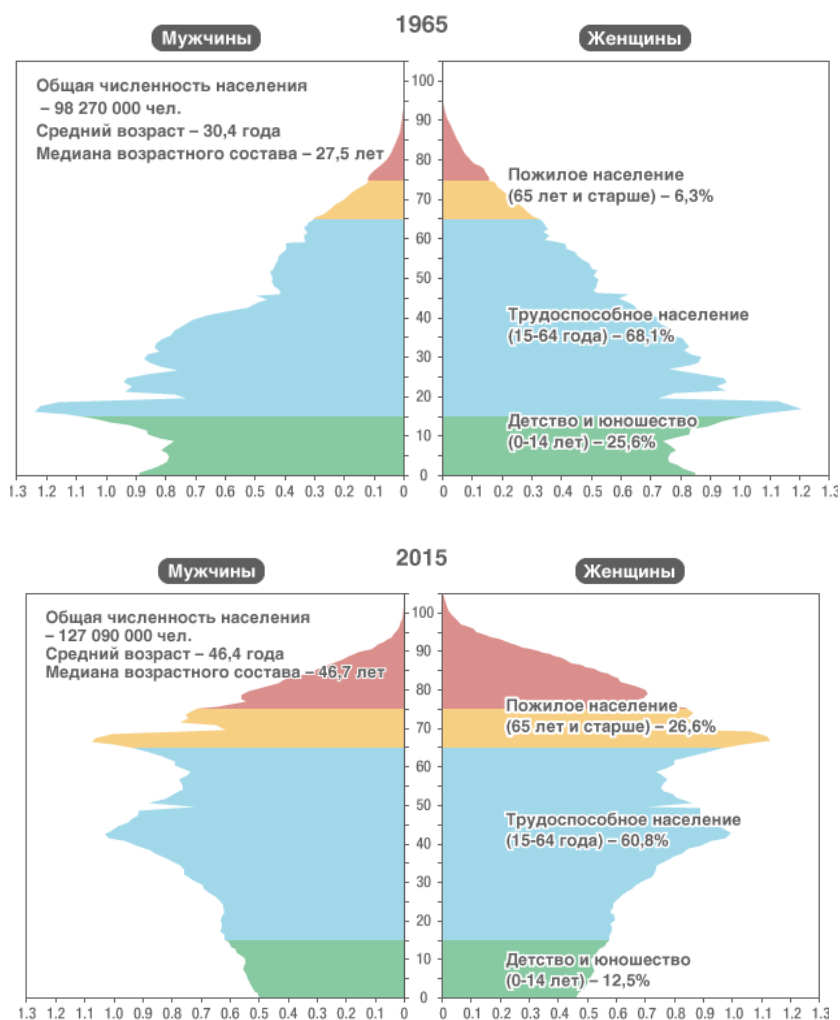 1965
Мужчины
Женщины
Общая численность населения
– 98 270 000 чел.
Средний возраст – 30,4 года
Медиана возрастного состава – 27,5 лет
100
90
80
70
60
50
40
30
20
10
0
Пожилое население
(65 лет и старше) – 6,3%
Трудоспособное население
(15-64 года) – 68,1%
Детство и юношество
(0-14 лет) – 25,6%
1.3 1.2 1.1 1.0 0.9 0.8 0.7 0.6 0.5 0.4 0.3 0.2 0.1 0
0 0.1 0.2 0.3 0.4 0.5 0.6 0.7 0.8 0.9 1.0 1.1 1.2 1.3
2015
Мужчины
Женщины
Общая численность населения
– 127 090 000 чел.
Средний возраст – 46,4 года
Медиана возрастного состава – 46,7 лет
100
90
80
70
60
50
40
30
20
10
0
Пожилое население
(65 лет и старше) – 26,6%
Трудоспособное население
(15-64 года) – 60,8%
Детство и юношество
(0-14 лет) – 12,5%
1.3 1.2 1.1 1.0 0.9 0.8 0.7 0.6 0.5 0.4 0.3 0.2 0.1 0
0 0.1 0.2 0.3 0.4 0.5 0.6 0.7 0.8 0.9 1.0 1.1 1.2 1.3